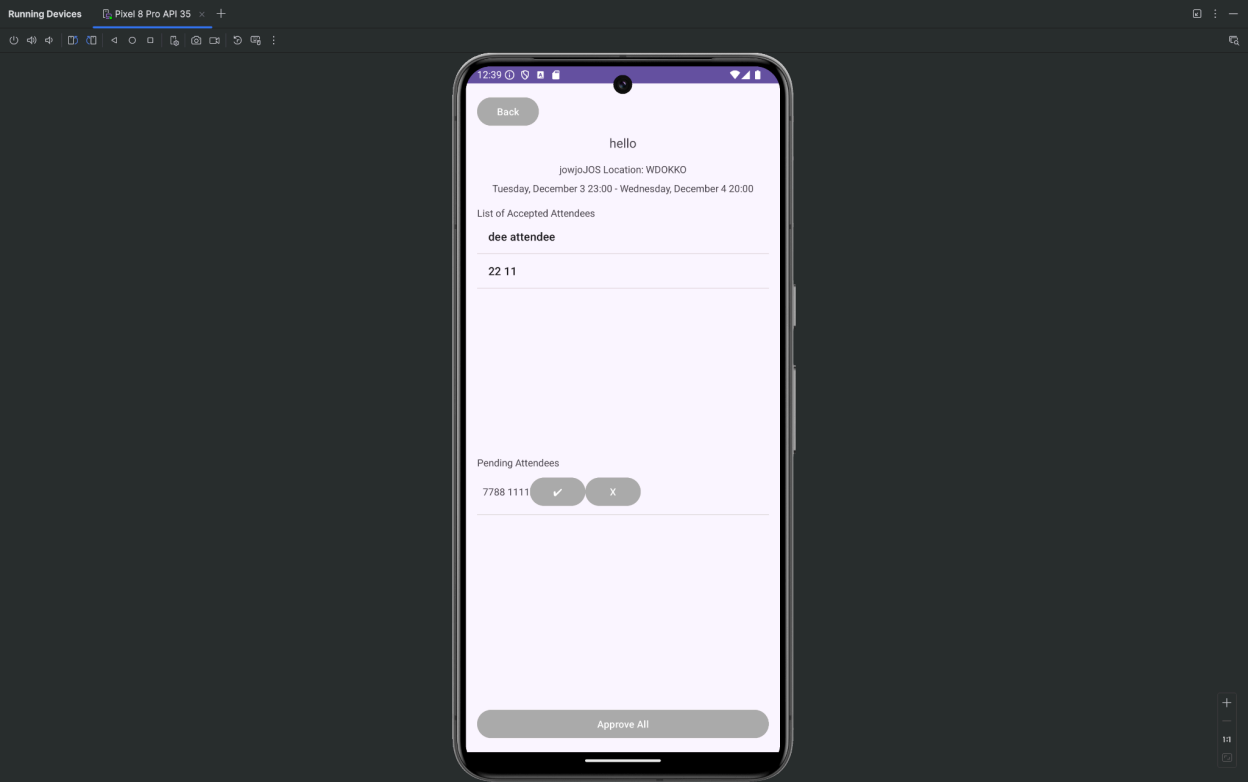 Running Devices
Pixel 8 Pro API 35
12:39
Back
hello
jowjoJOS Location: WDOKKO
Tuesday, December 3 23:00 - Wednesday, December 4 20:00
List of Accepted Attendees
dee attendee
22 11
Pending Attendees
7788 1111 ✓ X
Approve All
1:1